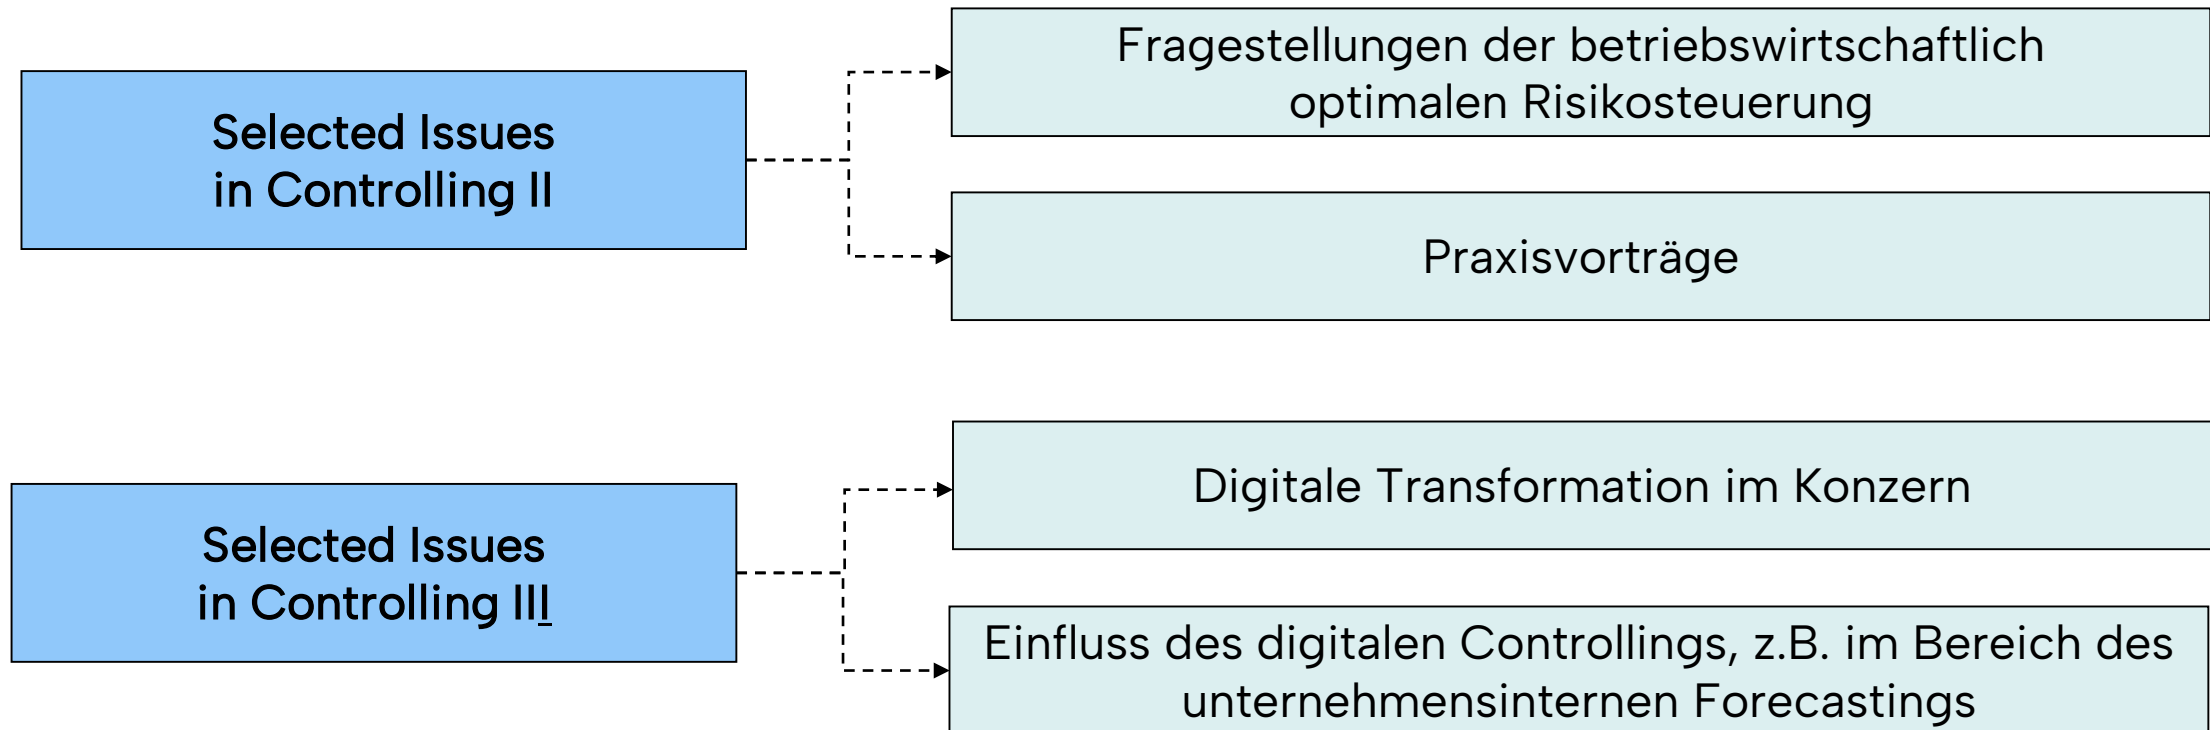 Selected Issues
in Controlling II
Fragestellungen der betriebswirtschaftlich
optimalen Risikosteuerung
Praxisvorträge
Selected Issues
in Controlling III
Digitale Transformation im Konzern
Einfluss des digitalen Controllings, z.B. im Bereich des
unternehmensinternen Forecastings